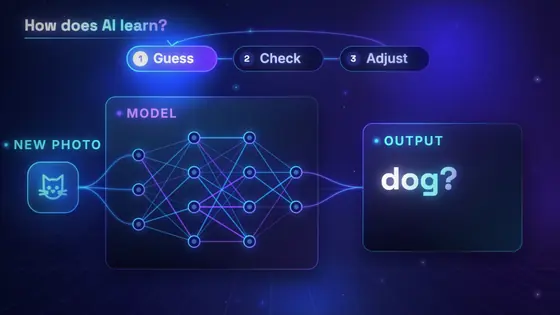 How does AI learn?
1 Guess
2 Check
3 Adjust
MODEL
NEW PHOTO
OUTPUT
dog?